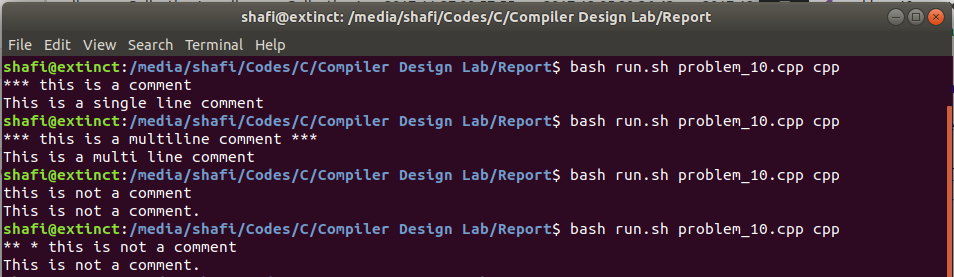 shafi@extinct: /media/shafi/Codes/C/Compiler Design Lab/Report
File Edit View Search Terminal Help
shafi@extinct:/media/shafi/Codes/C/Compiler Design Lab/Report$ bash run.sh problem_10.cpp cpp
*** this is a comment
This is a single line comment
shafi@extinct:/media/shafi/Codes/C/Compiler Design Lab/Report$ bash run.sh problem_10.cpp cpp
*** this is a multiline comment ***
This is a multi line comment
shafi@extinct:/media/shafi/Codes/C/Compiler Design Lab/Report$ bash run.sh problem_10.cpp cpp
this is not a comment
This is not a comment.
shafi@extinct:/media/shafi/Codes/C/Compiler Design Lab/Report$ bash run.sh problem_10.cpp cpp
** * this is not a comment
This is not a comment.